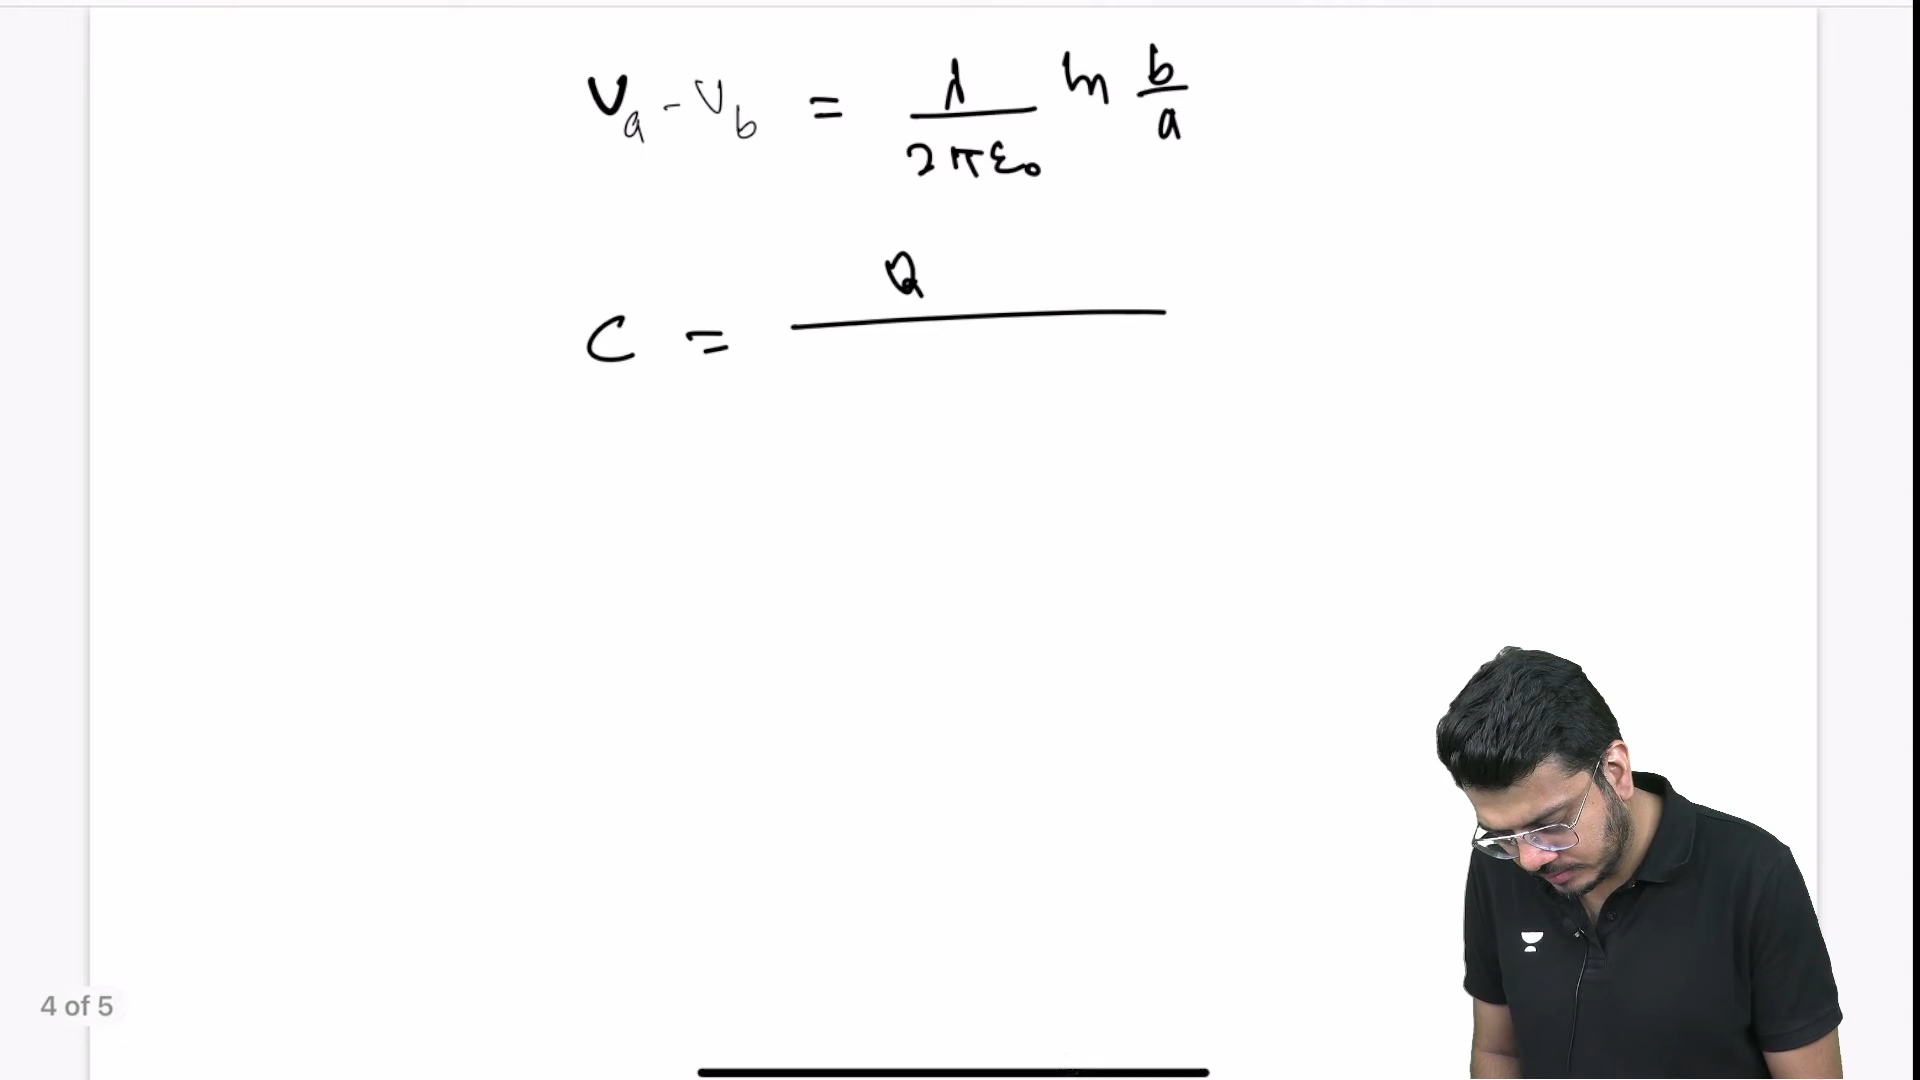 Va - Vb = λ/2πε₀ ln b/a
C = Q/
4 of 5